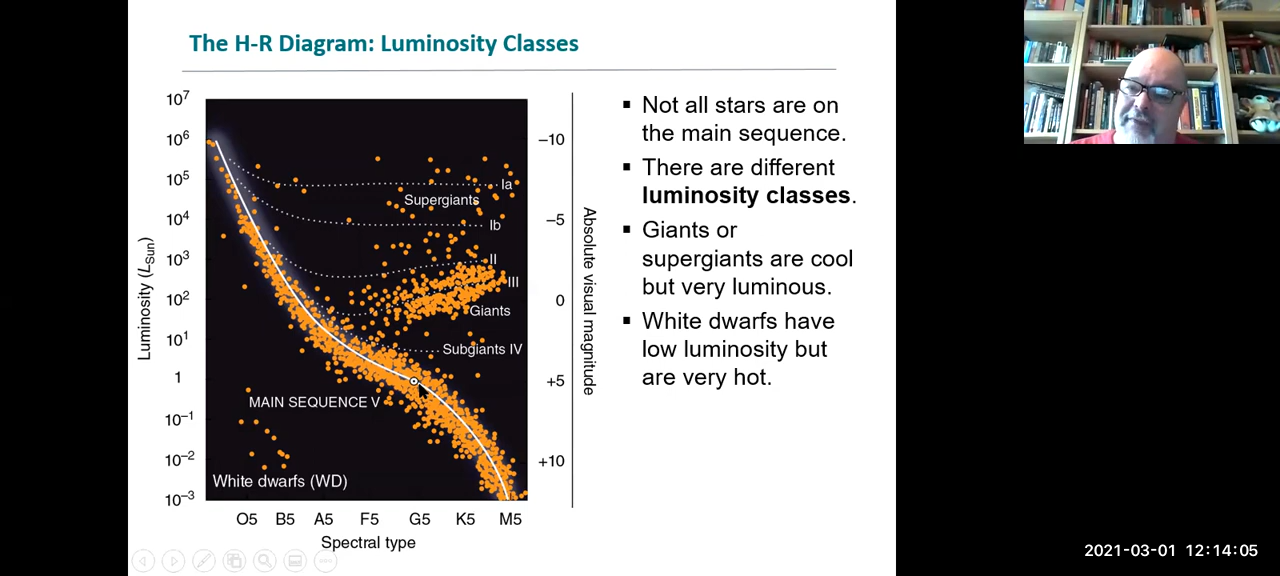 The H-R Diagram: Luminosity Classes
10⁷
10⁶
10⁵
10⁴
10³
10²
10¹
1
10⁻¹
10⁻²
10⁻³
Luminosity (L_Sun)
Ia
Supergiants
Ib
II
III
Giants
Subgiants IV
MAIN SEQUENCE V
White dwarfs (WD)
−10
−5
0
+5
+10
Absolute visual magnitude
O5 B5 A5 F5 G5 K5 M5
Spectral type
▪ Not all stars are on
the main sequence.
▪ There are different
luminosity classes.
▪ Giants or
supergiants are cool
but very luminous.
▪ White dwarfs have
low luminosity but
are very hot.
2021-03-01 12:14:05